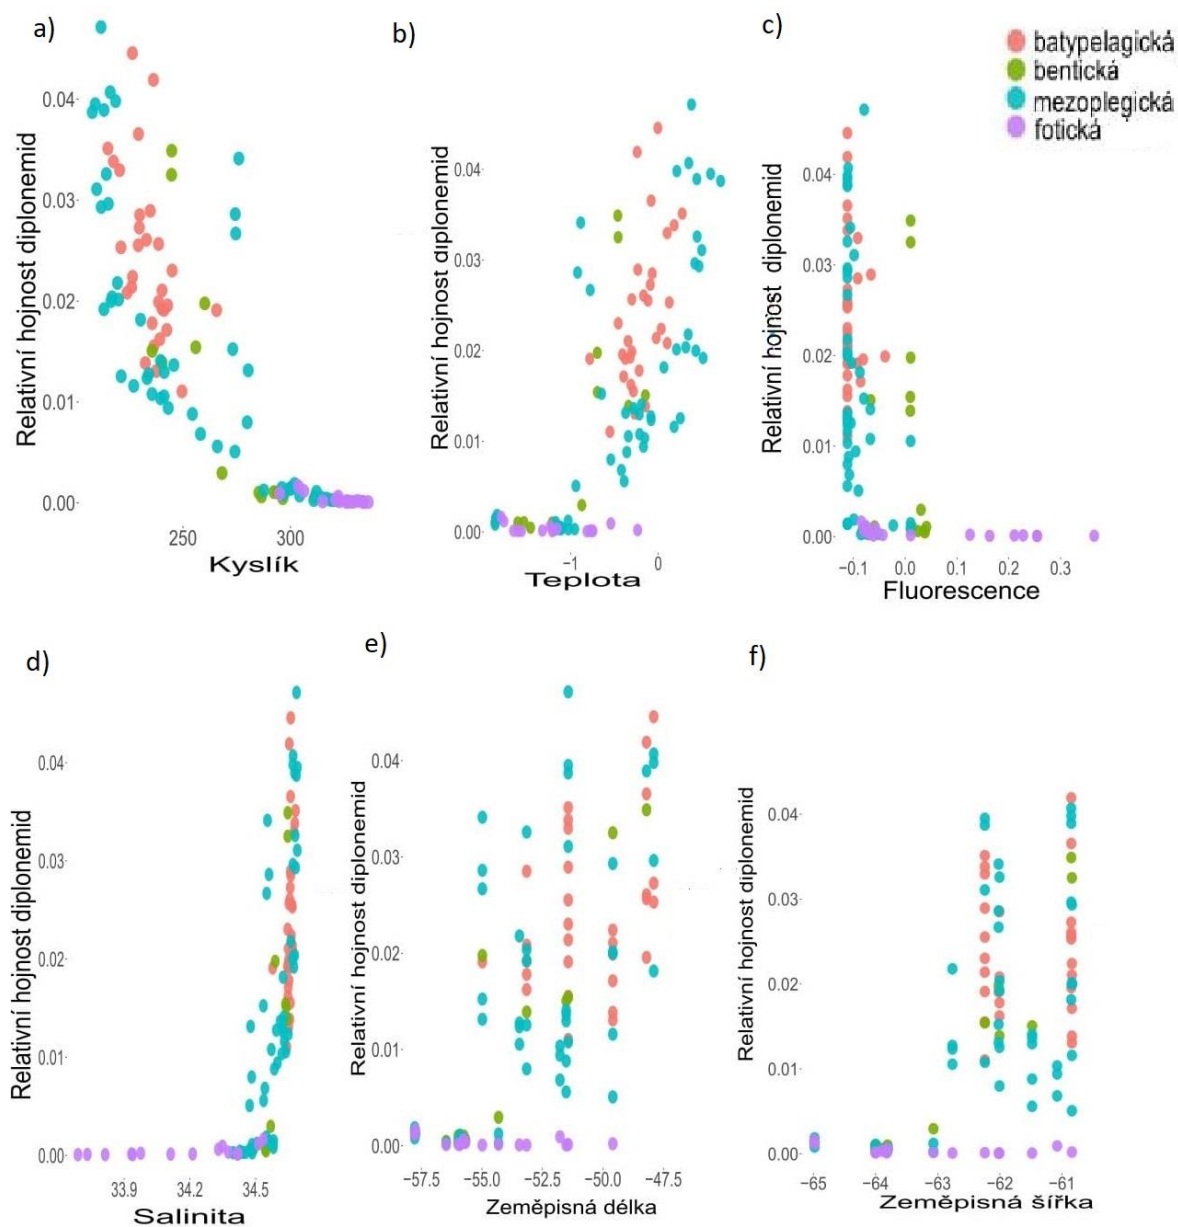 a)
b)
c)
batypelagická
bentická
mezoplegická
fotická
Relativní hojnost diplonemid
0.04
0.03
0.02
0.01
0.00
250 300
Kyslík
Relativní hojnost diplonemid
0.04
0.03
0.02
0.01
0.00
−1 0
Teplota
Relativní hojnost diplonemid
0.04
0.03
0.02
0.01
0.00
−0.1 0.0 0.1 0.2 0.3
Fluorescence
d)
e)
f)
Relativní hojnost diplonemid
0.04
0.03
0.02
0.01
0.00
33.9 34.2 34.5
Salinita
Relativní hojnost diplonemid
0.04
0.03
0.02
0.01
0.00
−57.5 −55.0 −52.5 −50.0 −47.5
Zeměpisná délka
Relativní hojnost diplonemid
0.04
0.03
0.02
0.01
0.00
−65 −64 −63 −62 −61
Zeměpisná šířka